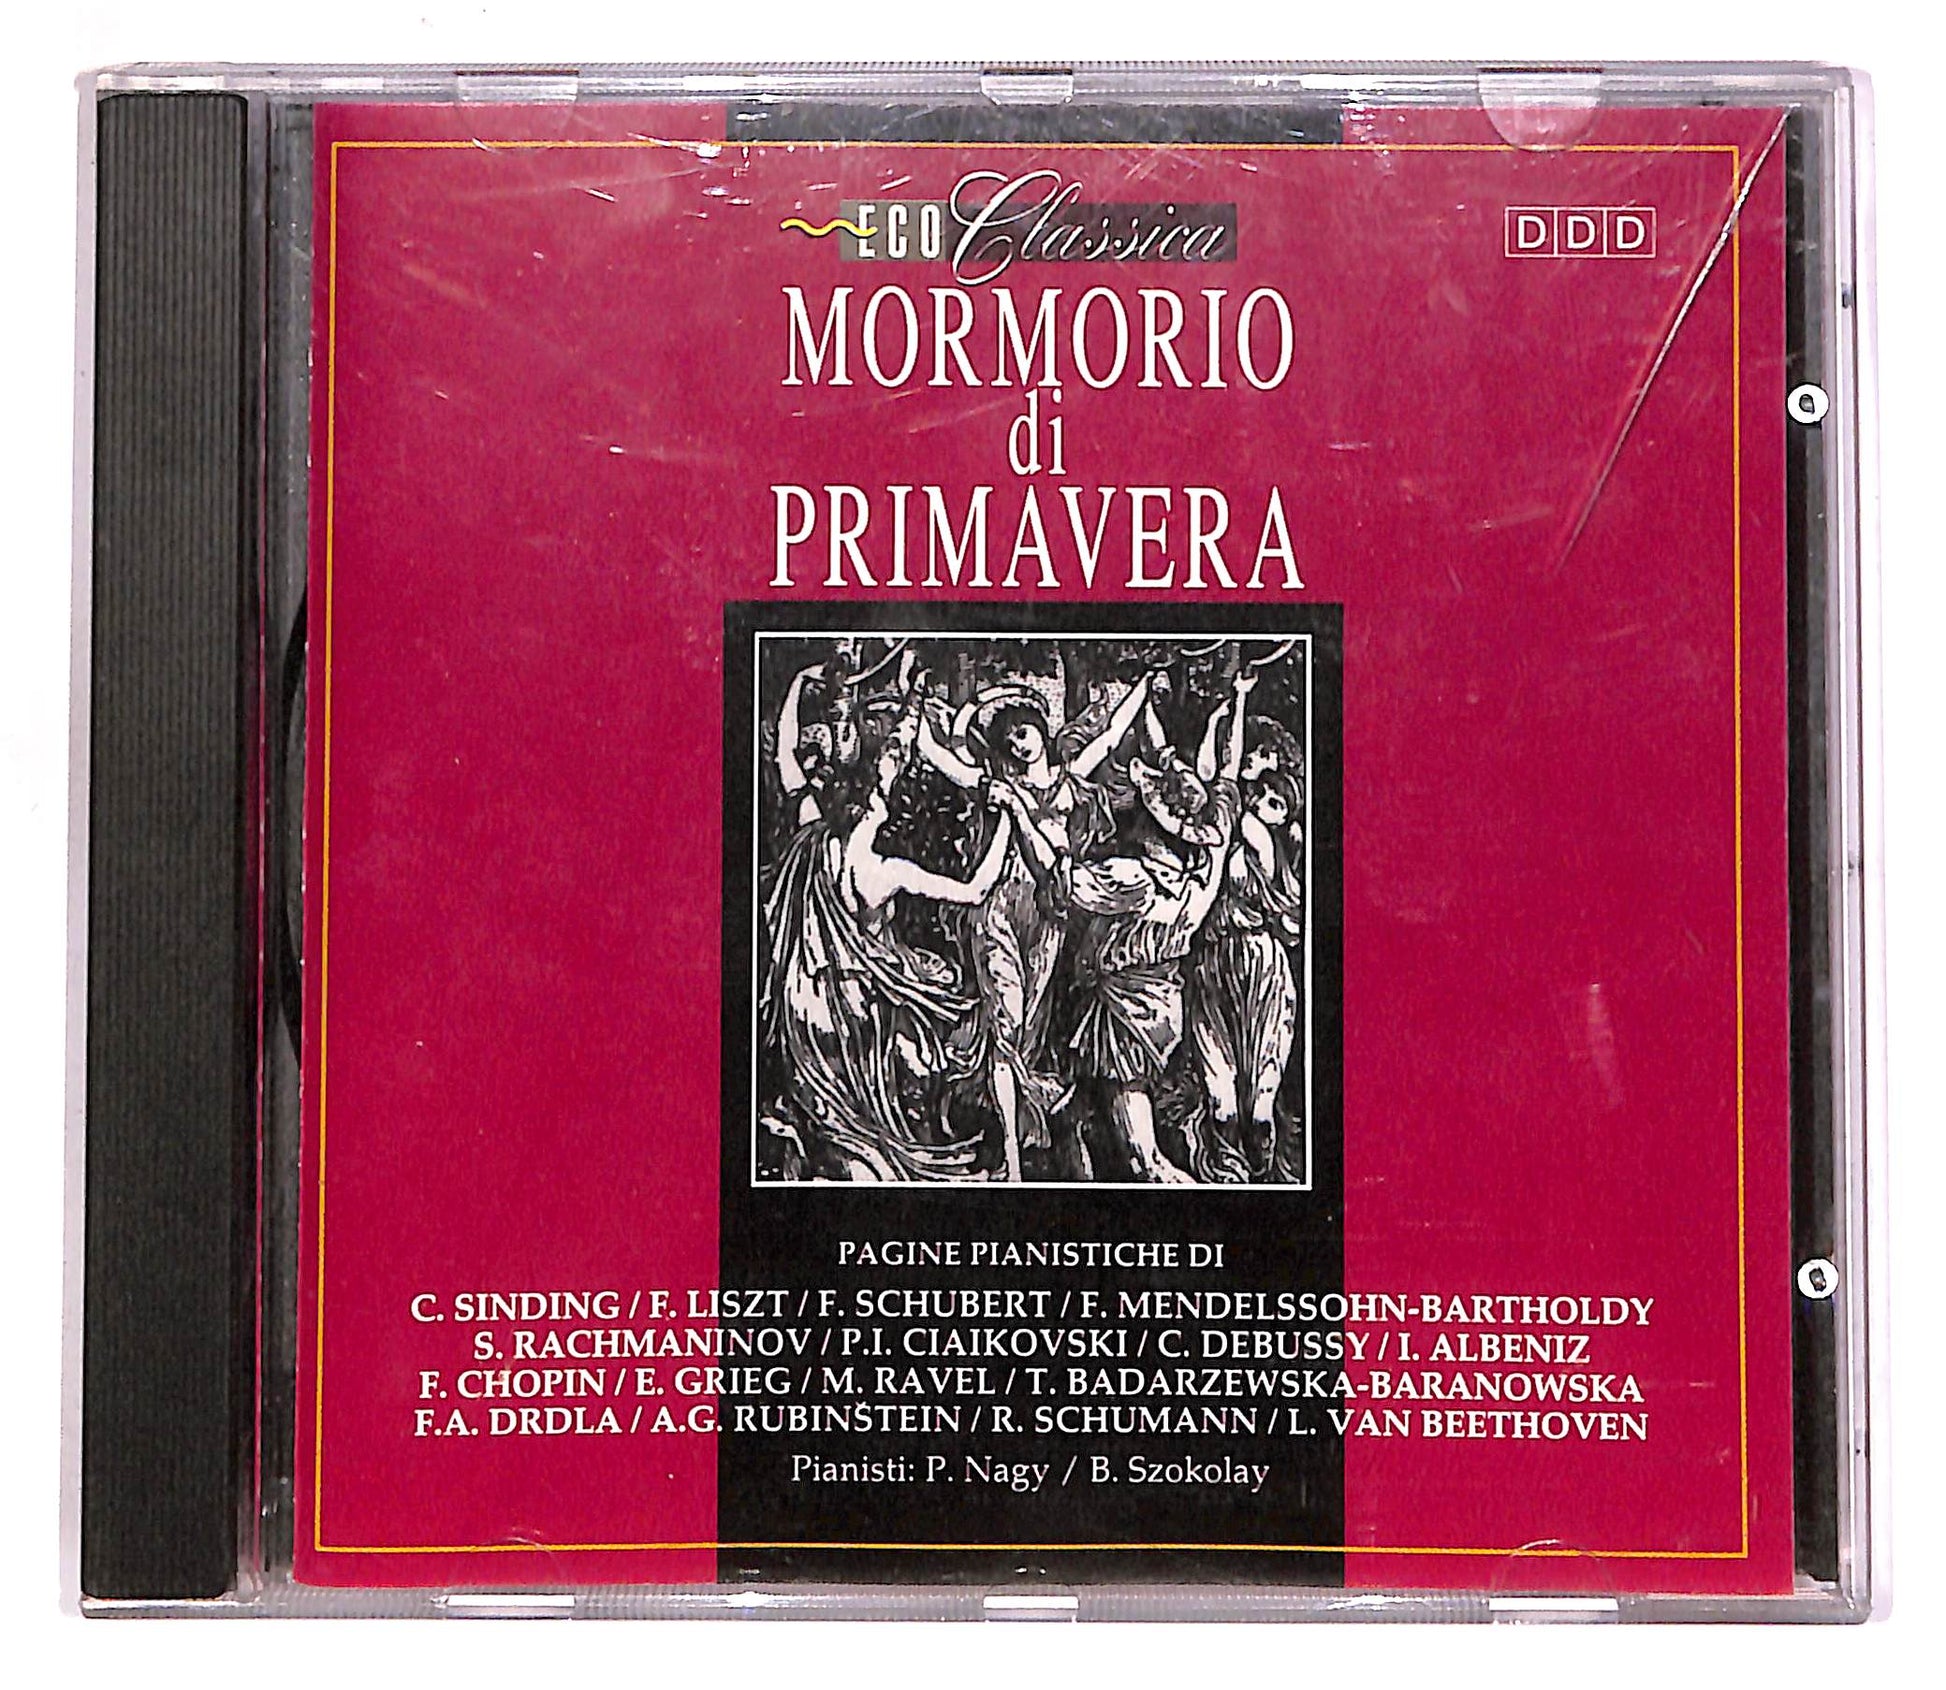 ECO Classica
DDD
MORMORIO
di
PRIMAVERA
PAGINE PIANISTICHE DI
C. SINDING / F. LISZT / F. SCHUBERT / F. MENDELSSOHN-BARTHOLDY
S. RACHMANINOV / P.I. CIAIKOVSKI / C. DEBUSSY / I. ALBENIZ
F. CHOPIN / E. GRIEG / M. RAVEL / T. BADARZEWSKA-BARANOWSKA
F.A. DRDLA / A.G. RUBINŠTEIN / R. SCHUMANN / L. VAN BEETHOVEN
Pianisti: P. Nagy / B. Szokolay